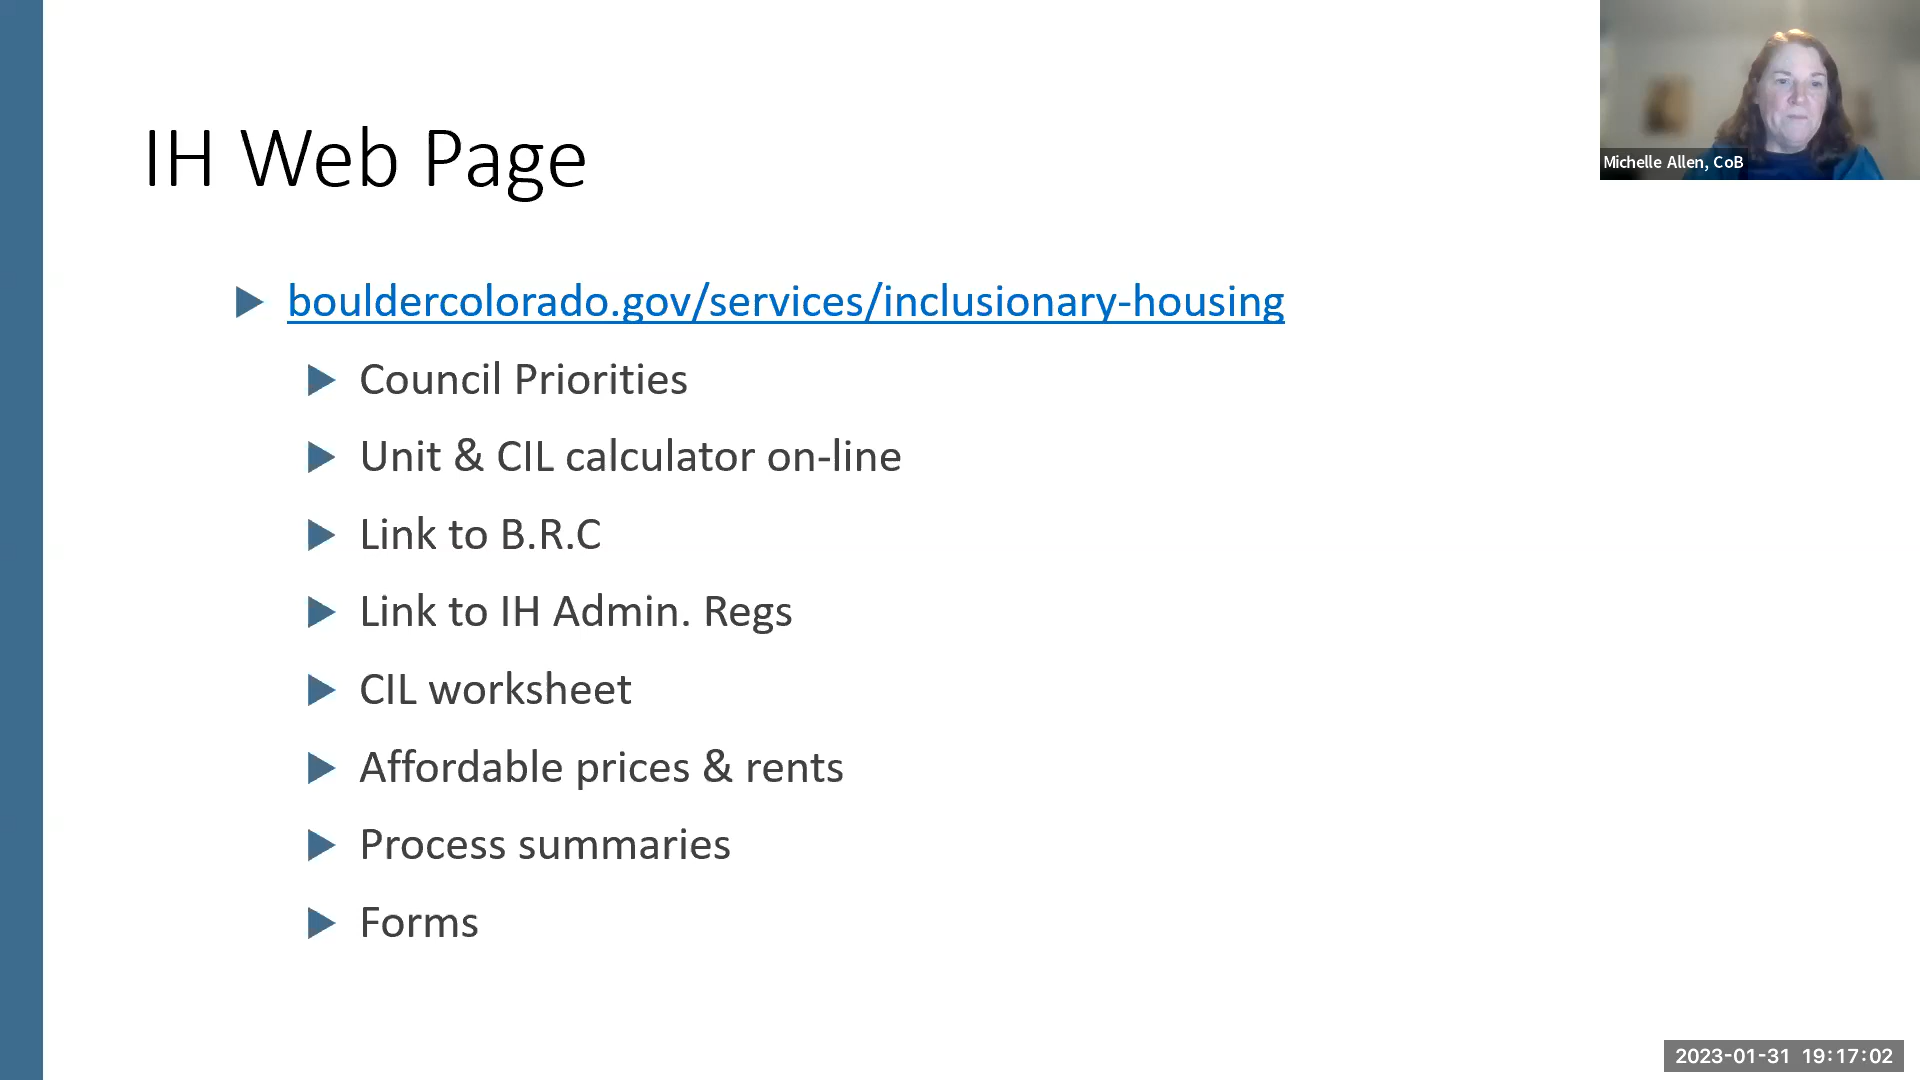 IH Web Page
Michelle Allen, CoB
bouldercolorado.gov/services/inclusionary-housing
Council Priorities
Unit & CIL calculator on-line
Link to B.R.C
Link to IH Admin. Regs
CIL worksheet
Affordable prices & rents
Process summaries
Forms
2023-01-31 19:17:02